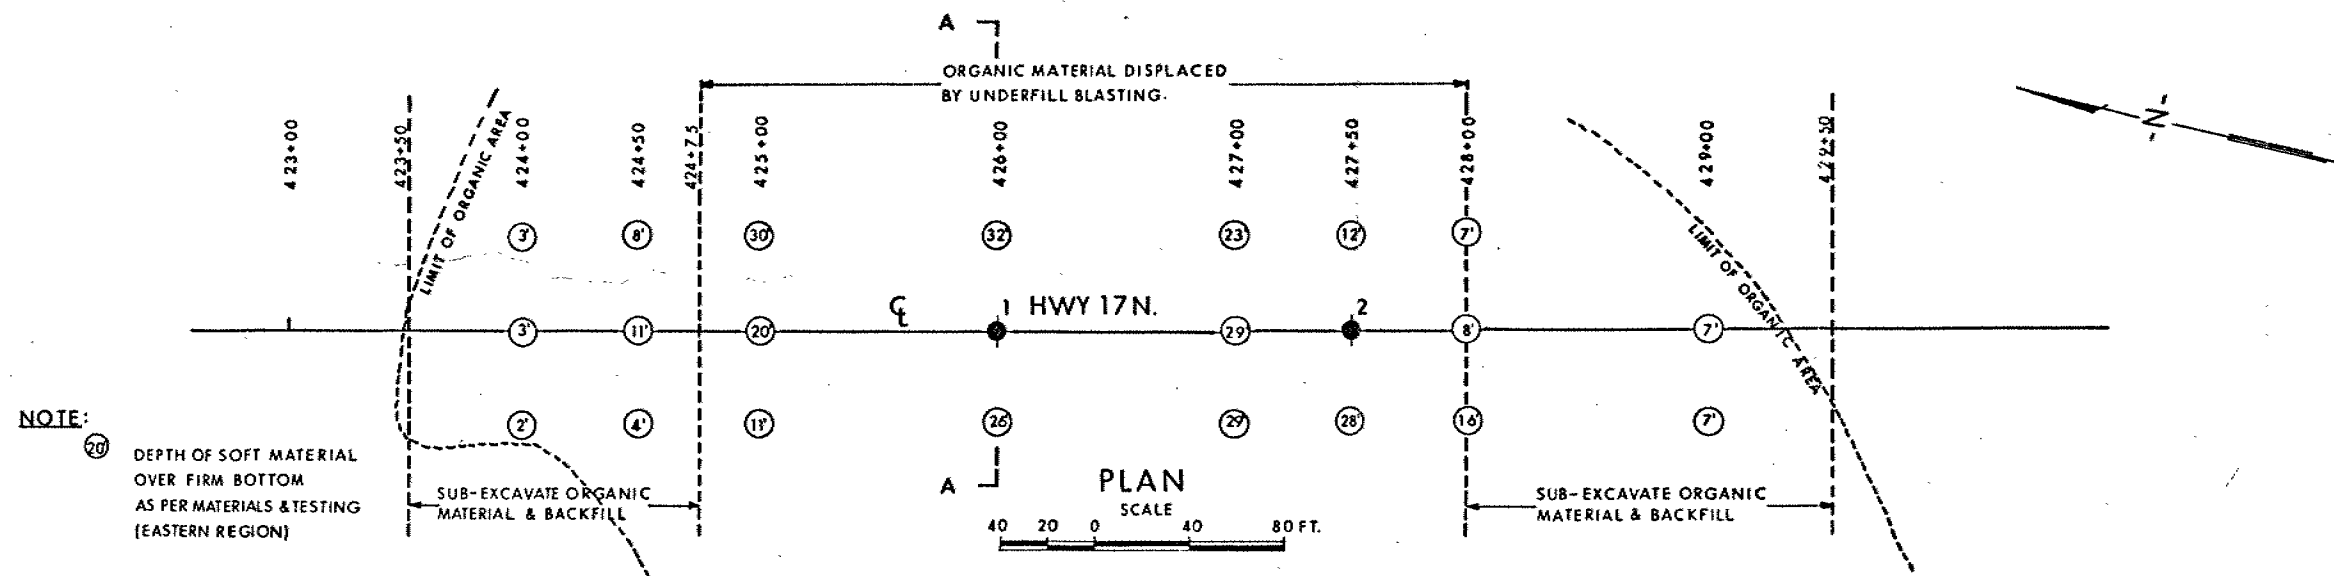 A
ORGANIC MATERIAL DISPLACED
BY UNDERFILL BLASTING.
N
423+00
423+50
LIMIT OF ORGANIC AREA
424+00
424+50
424+75
425+00
426+00
427+00
427+50
428+00
429+00
429+50
3'
8'
30'
32'
23
12'
7'
LIMIT OF ORGANIC AREA
℄
1
HWY 17N.
2
3'
11'
20'
29'
8'
7'
2'
4'
11'
26'
29'
28'
16'
7'
NOTE:
20' DEPTH OF SOFT MATERIAL
OVER FIRM BOTTOM
AS PER MATERIALS & TESTING
(EASTERN REGION)
SUB-EXCAVATE ORGANIC
MATERIAL & BACKFILL
A
PLAN
SCALE
40 20 0 40 80 FT.
SUB-EXCAVATE ORGANIC
MATERIAL & BACKFILL